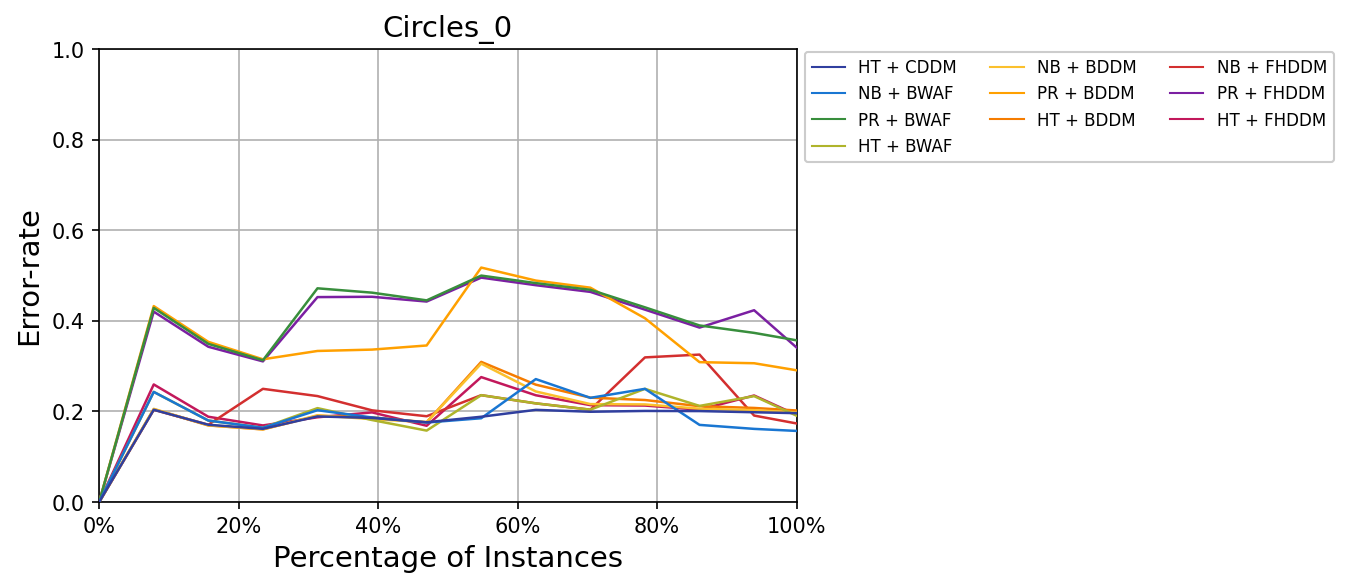 Circles_0
Error-rate
1.0
0.8
0.6
0.4
0.2
0.0
0% 20% 40% 60% 80% 100%
Percentage of Instances
HT + CDDM
NB + BWAF
PR + BWAF
HT + BWAF
NB + BDDM
PR + BDDM
HT + BDDM
NB + FHDDM
PR + FHDDM
HT + FHDDM